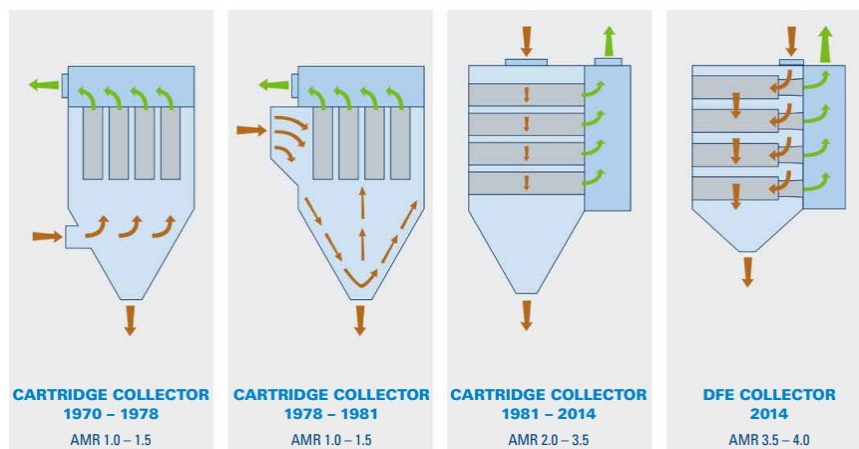 CARTRIDGE COLLECTOR
1970 – 1978
AMR 1.0 – 1.5
CARTRIDGE COLLECTOR
1978 – 1981
AMR 1.0 – 1.5
CARTRIDGE COLLECTOR
1981 – 2014
AMR 2.0 – 3.5
DFE COLLECTOR
2014
AMR 3.5 – 4.0